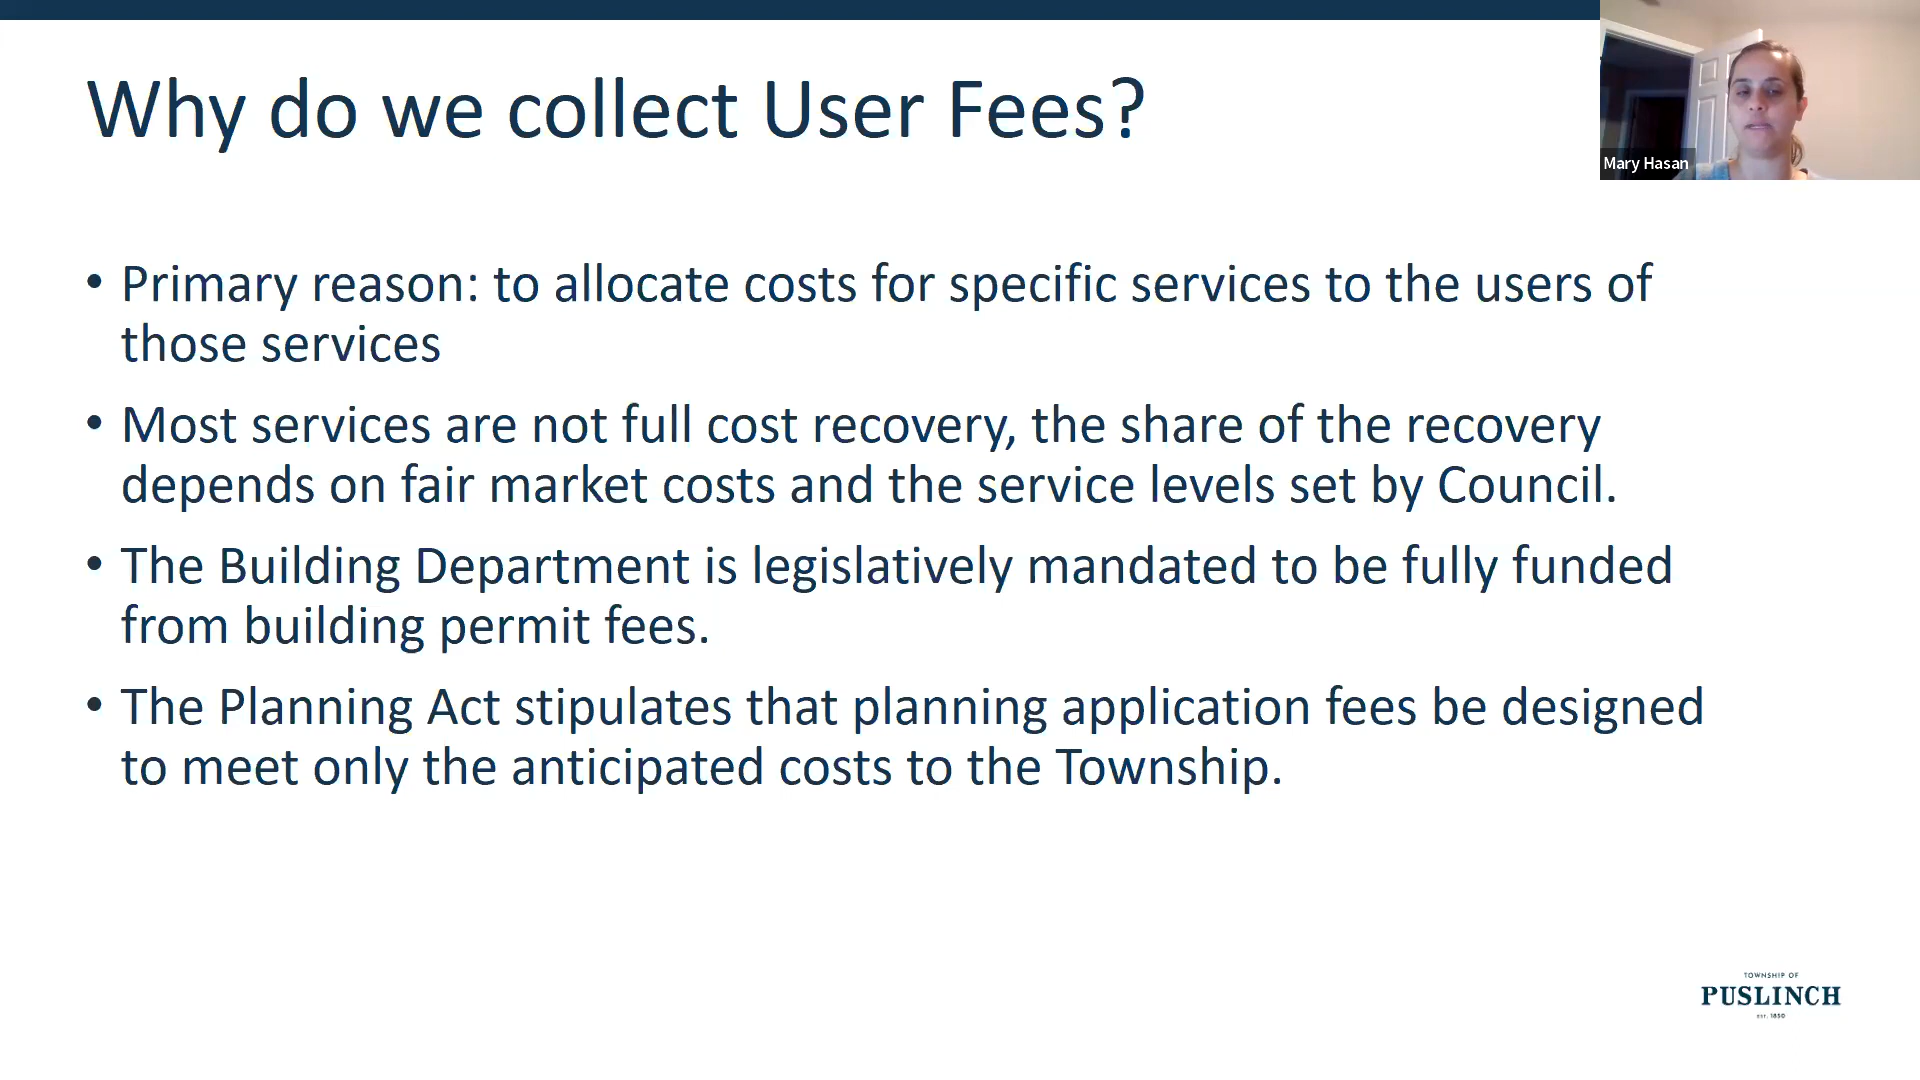 Why do we collect User Fees?
Mary Hasan
• Primary reason: to allocate costs for specific services to the users of
those services
• Most services are not full cost recovery, the share of the recovery
depends on fair market costs and the service levels set by Council.
• The Building Department is legislatively mandated to be fully funded
from building permit fees.
• The Planning Act stipulates that planning application fees be designed
to meet only the anticipated costs to the Township.
TOWNSHIP OF
PUSLINCH
EST. 1850